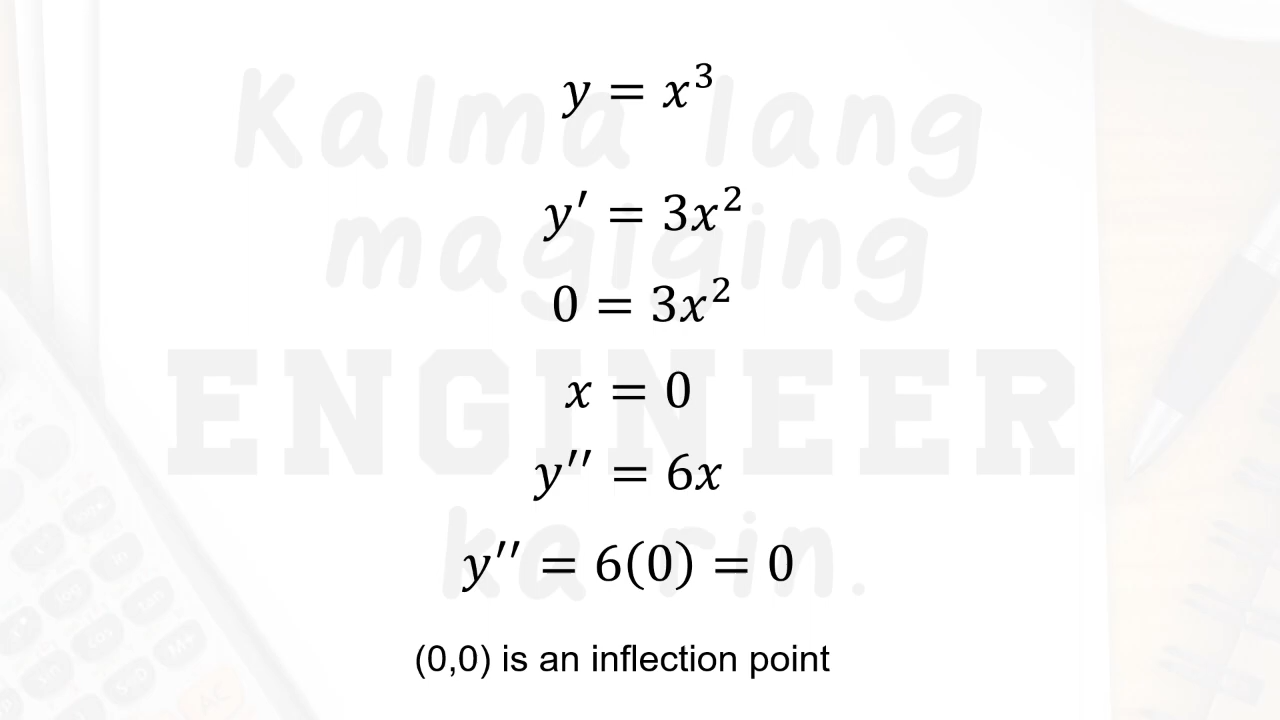 y = x³
y′ = 3x²
0 = 3x²
x = 0
y′′ = 6x
y′′ = 6(0) = 0
(0,0) is an inflection point
Kalma lang
magiging
ENGINEER
ka rin.